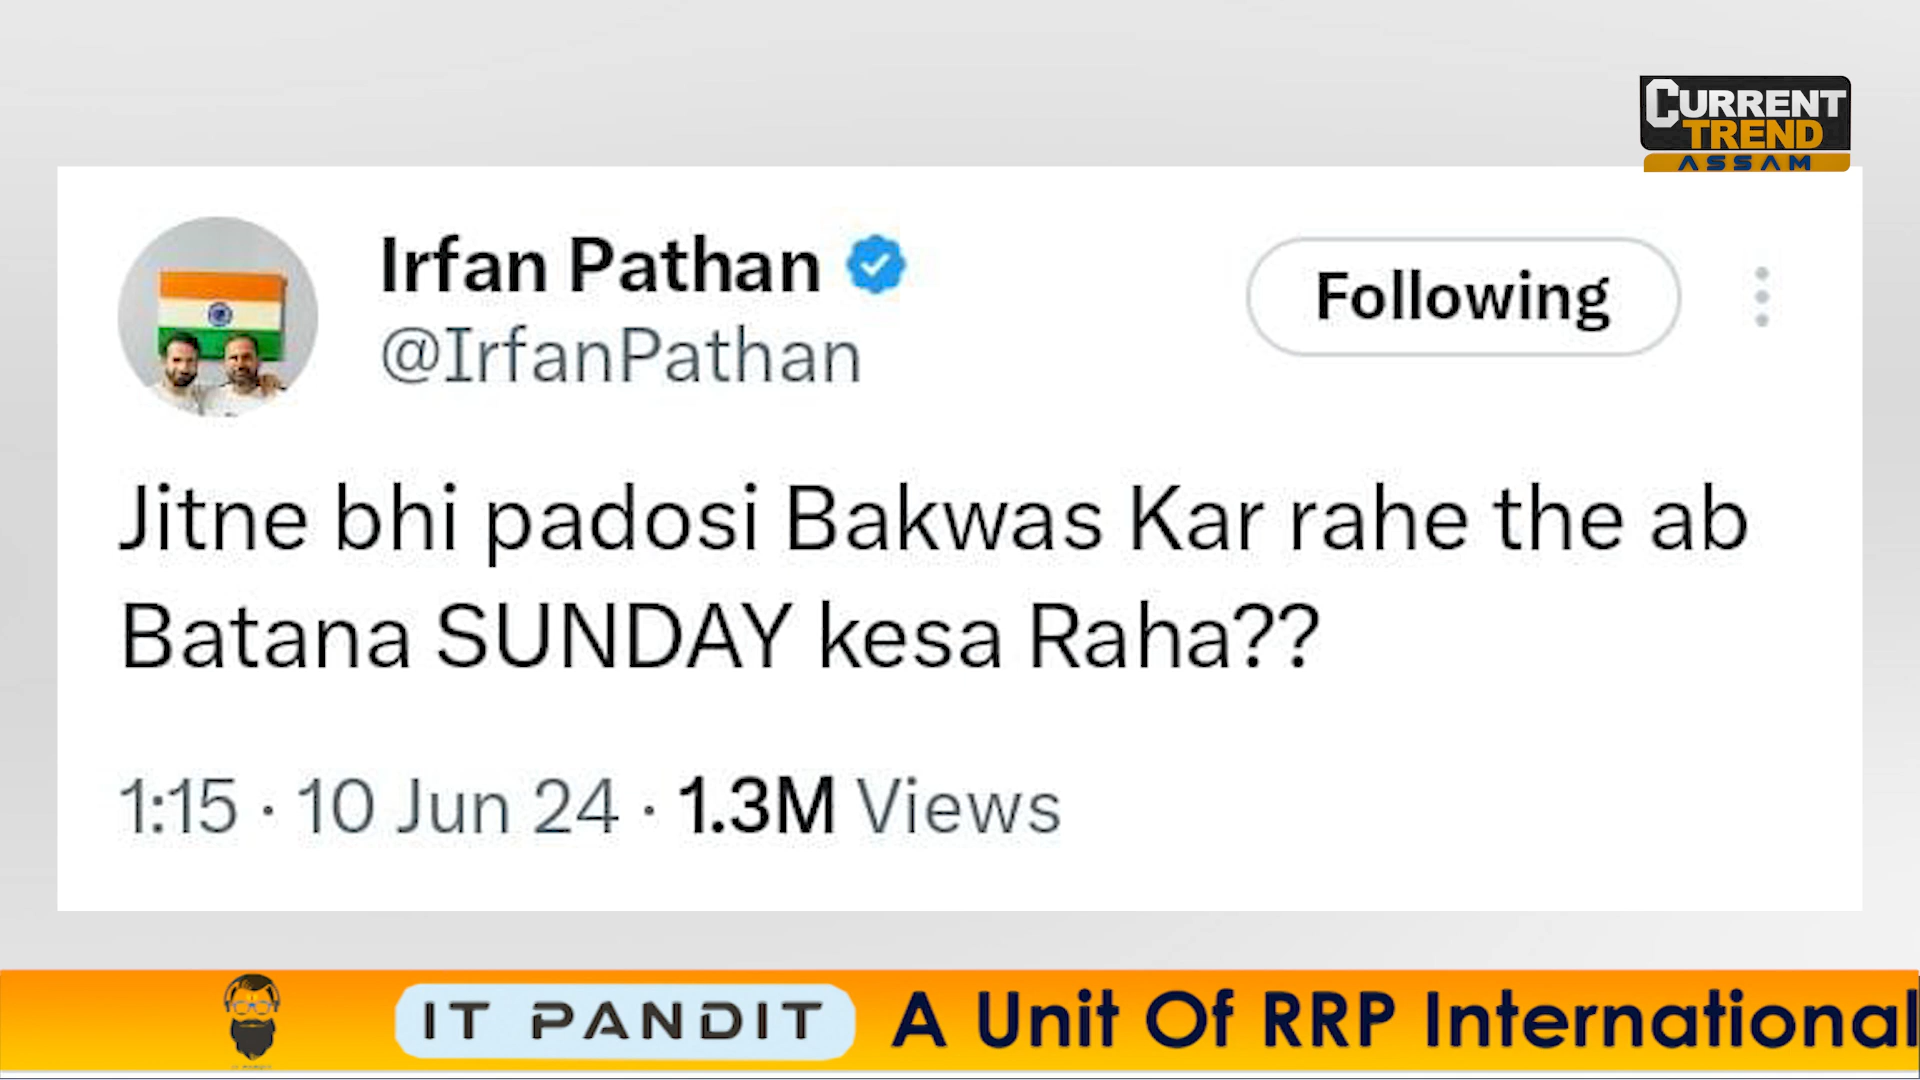 CURRENT
TREND
ASSAM
Irfan Pathan
@IrfanPathan
Following
Jitne bhi padosi Bakwas Kar rahe the ab
Batana SUNDAY kesa Raha??
1:15 · 10 Jun 24 · 1.3M Views
IT PANDIT A Unit Of RRP International